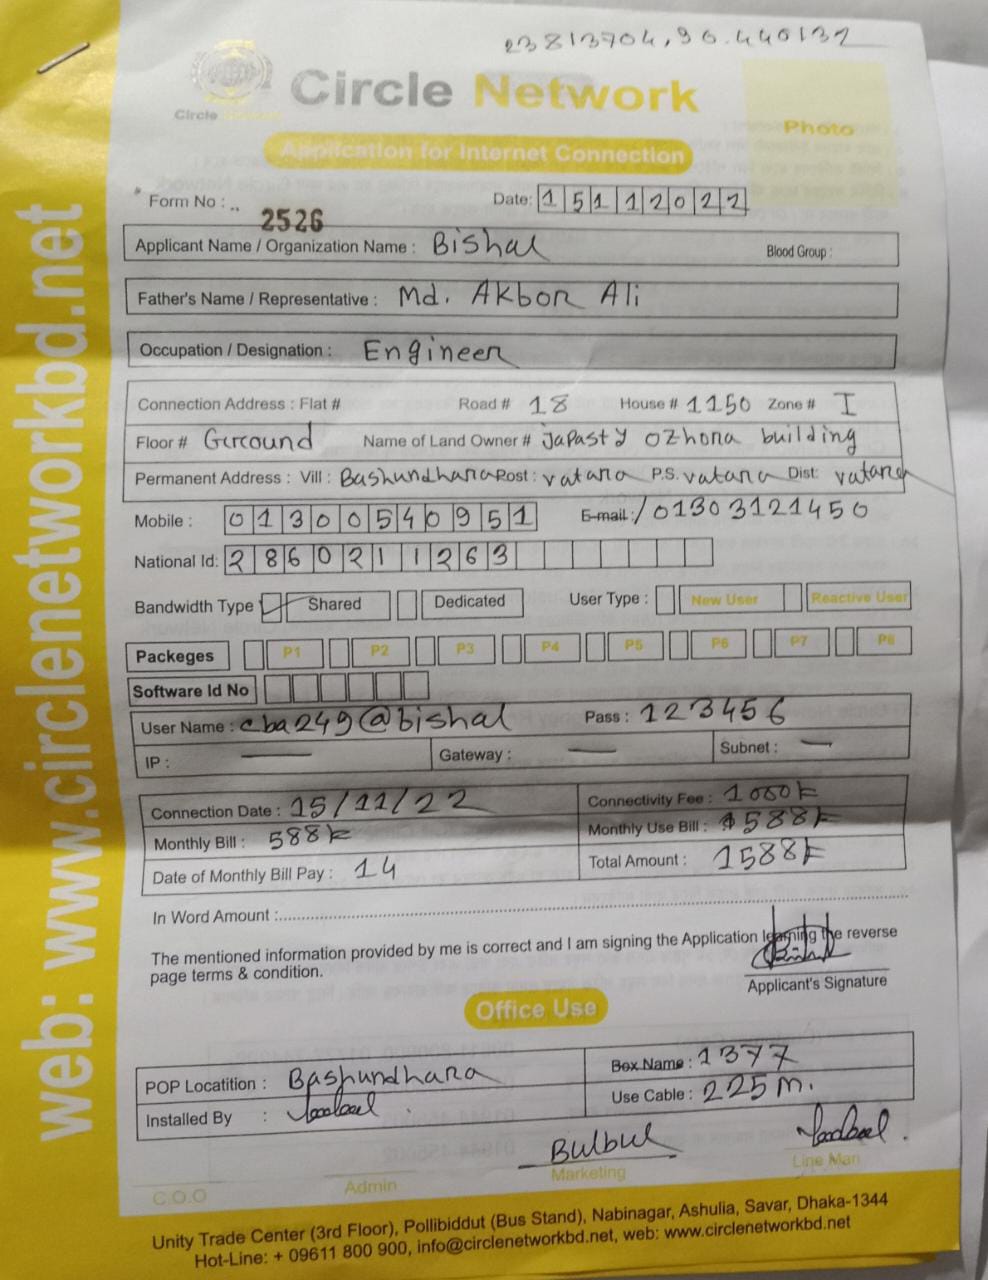 23813704,90.440132
Circle Network
Circle Network
Photo
Application for Internet Connection
Form No : .. 2526
Date: 15112022
Applicant Name / Organization Name : Bishal Blood Group :
Father's Name / Representative : Md. Akbor Ali
Occupation / Designation : Engineer
Connection Address : Flat # Road # 18 House # 1150 Zone # I
Floor # Gground Name of Land Owner # Japasty Ozhona building
Permanent Address : Vill : Bashundhara Post : vatara P.S. vatara Dist: vatara
Mobile : 01300540951 E-mail: / 01303121450
National Id: 2860211263
Bandwidth Type Shared Dedicated User Type : New User Reactive User
Packeges P1 P2 P3 P4 P5 P6 P7 P8
Software Id No
User Name : cba249@bishal Pass : 123456
IP : — Gateway : — Subnet : —
Connection Date : 15/11/22 Connectivity Fee : 1000k
Monthly Bill : 588k Monthly Use Bill : 588k
Date of Monthly Bill Pay : 14 Total Amount : 1588k
In Word Amount :
The mentioned information provided by me is correct and I am signing the Application learning the reverse
page terms & condition.
Applicant's Signature
Office Use
POP Locatition : Bashundhara Box Name : 1377
Installed By : Use Cable : 225m.
Bulbul
C.O.O Admin Marketing Line Man
Unity Trade Center (3rd Floor), Pollibiddut (Bus Stand), Nabinagar, Ashulia, Savar, Dhaka-1344
Hot-Line: + 09611 800 900, info@circlenetworkbd.net, web: www.circlenetworkbd.net
web: www.circlenetworkbd.net